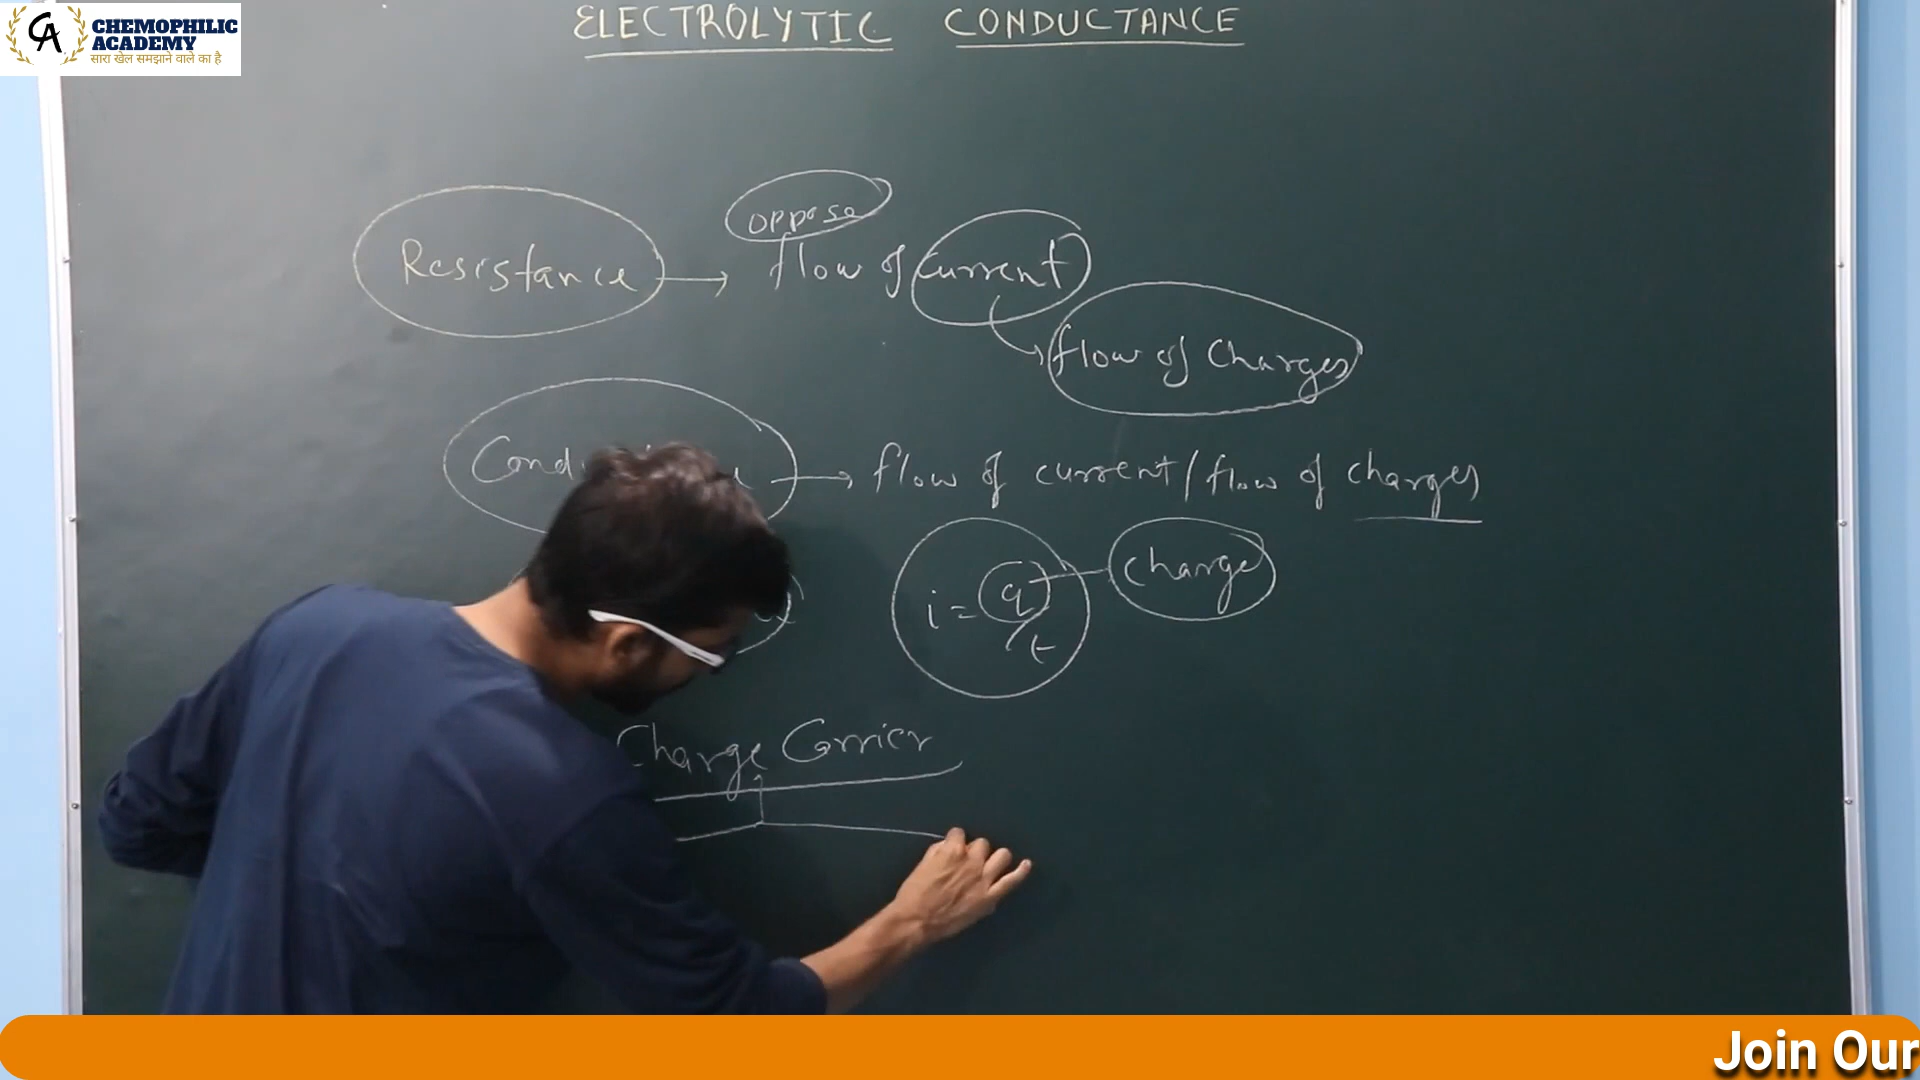 CA CHEMOPHILIC
ACADEMY
सारा खेल समझाने वाले का है
ELECTROLYTIC CONDUCTANCE
oppose
Resistance → flow of current
flow of charges
→ flow of current/flow of charges
i = q/t charge
Charge Carrier
Join Our